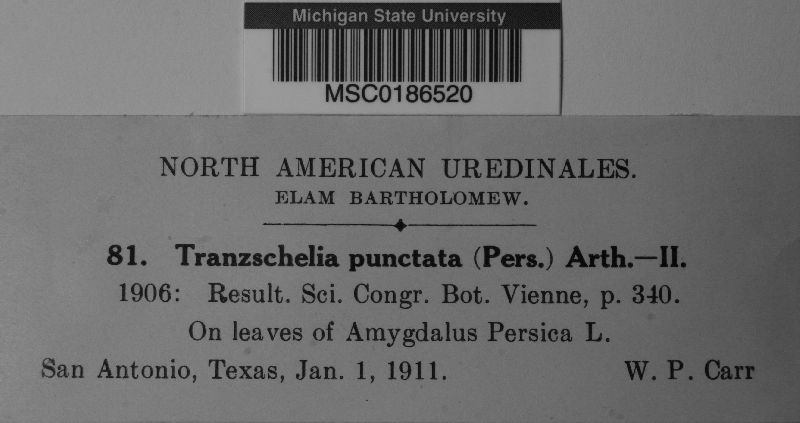 Michigan State University
MSC0186520
NORTH AMERICAN UREDINALES.
ELAM BARTHOLOMEW.
81. Tranzschelia punctata (Pers.) Arth.—II.
1906: Result. Sci. Congr. Bot. Vienne, p. 340.
On leaves of Amygdalus Persica L.
San Antonio, Texas, Jan. 1, 1911. W. P. Carr